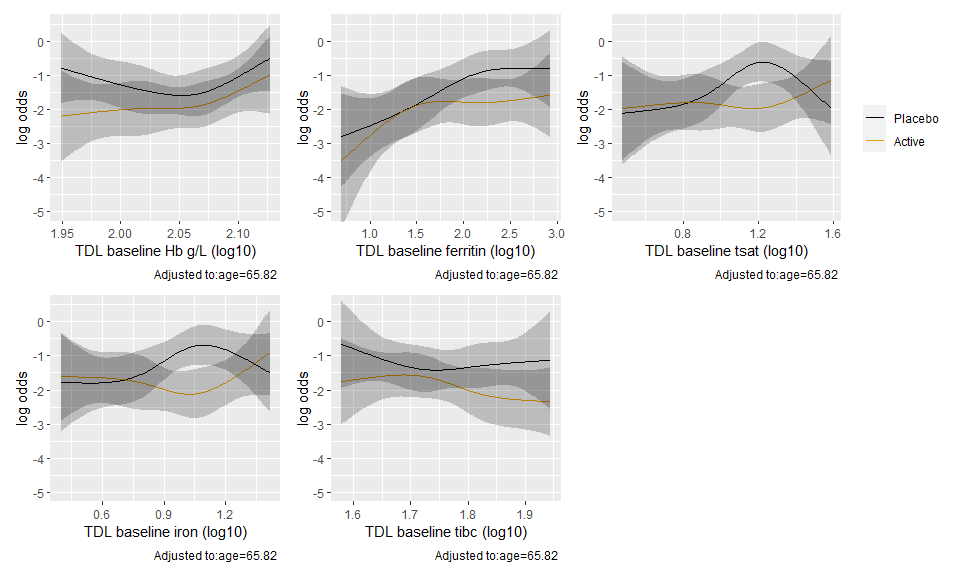 0
-1
-2
-3
-4
-5
log odds
1.95 2.00 2.05 2.10
TDL baseline Hb g/L (log10)
Adjusted to:age=65.82
0
-1
-2
-3
-4
-5
log odds
1.0 1.5 2.0 2.5 3.0
TDL baseline ferritin (log10)
Adjusted to:age=65.82
0
-1
-2
-3
-4
-5
log odds
0.8 1.2 1.6
TDL baseline tsat (log10)
Adjusted to:age=65.82
Placebo
Active
0
-1
-2
-3
-4
-5
log odds
0.6 0.9 1.2
TDL baseline iron (log10)
Adjusted to:age=65.82
0
-1
-2
-3
-4
-5
log odds
1.6 1.7 1.8 1.9
TDL baseline tibc (log10)
Adjusted to:age=65.82